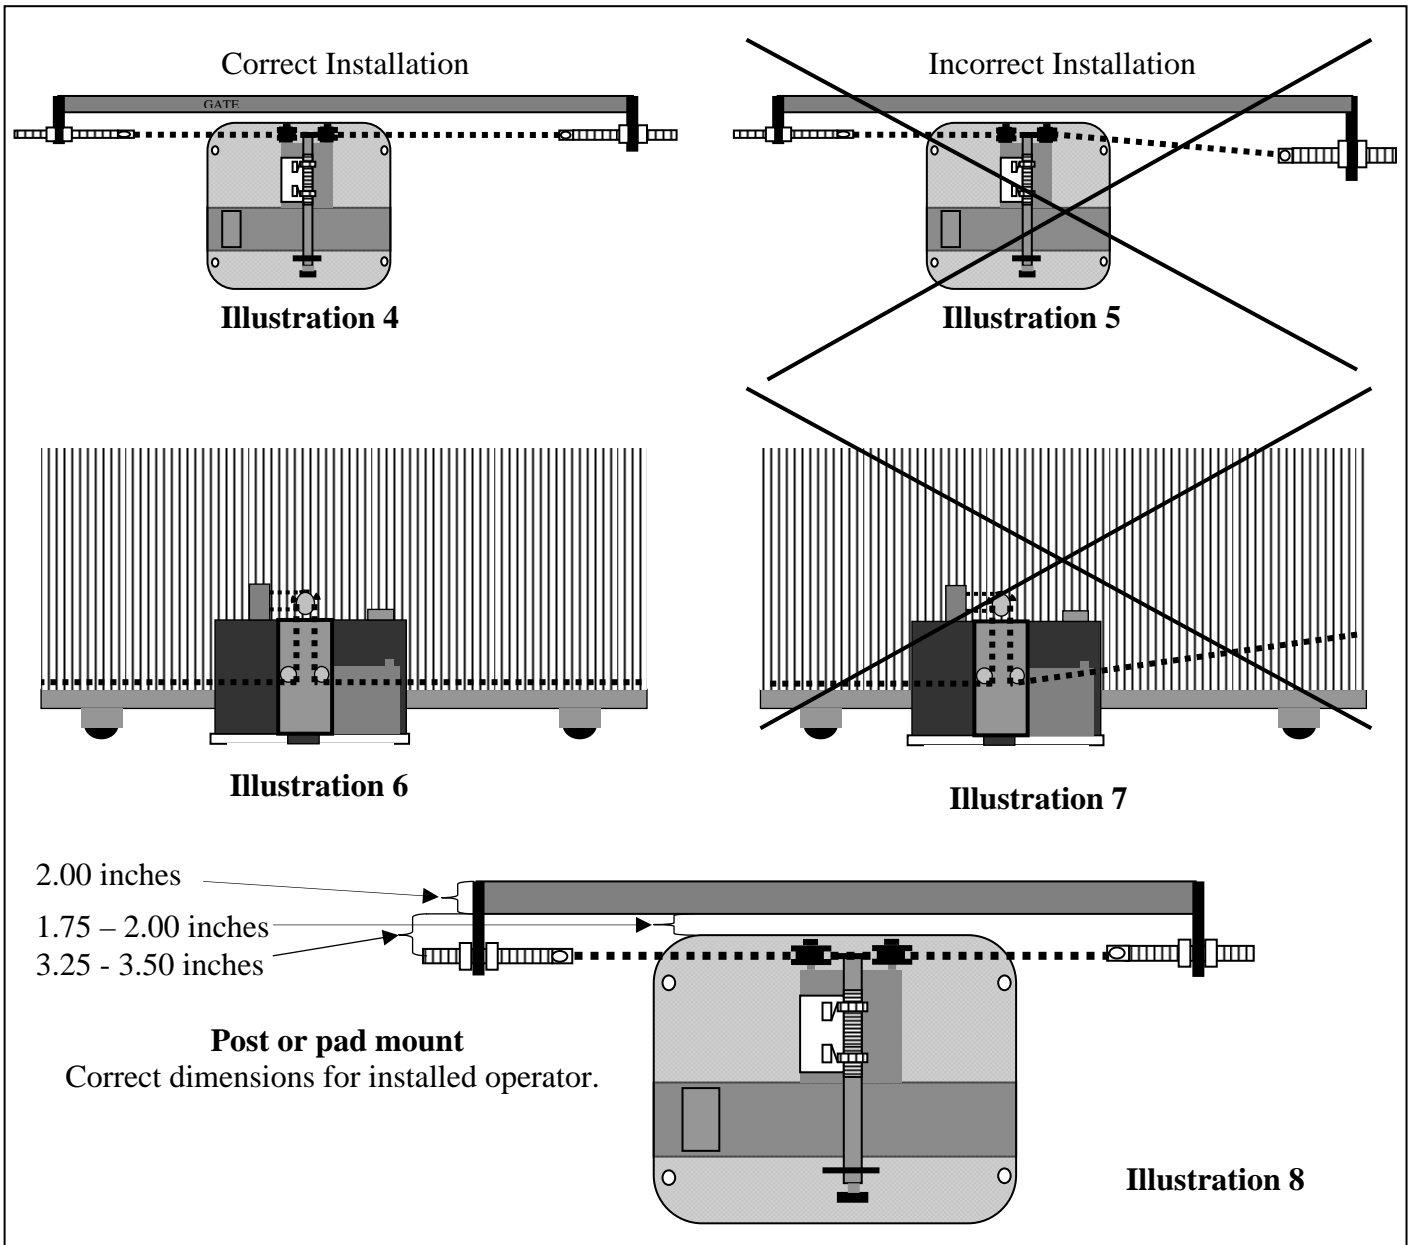 Correct Installation
Incorrect Installation
GATE
Illustration 4
Illustration 5
Illustration 6
Illustration 7
2.00 inches
1.75 – 2.00 inches
3.25 - 3.50 inches
Post or pad mount
Correct dimensions for installed operator.
Illustration 8